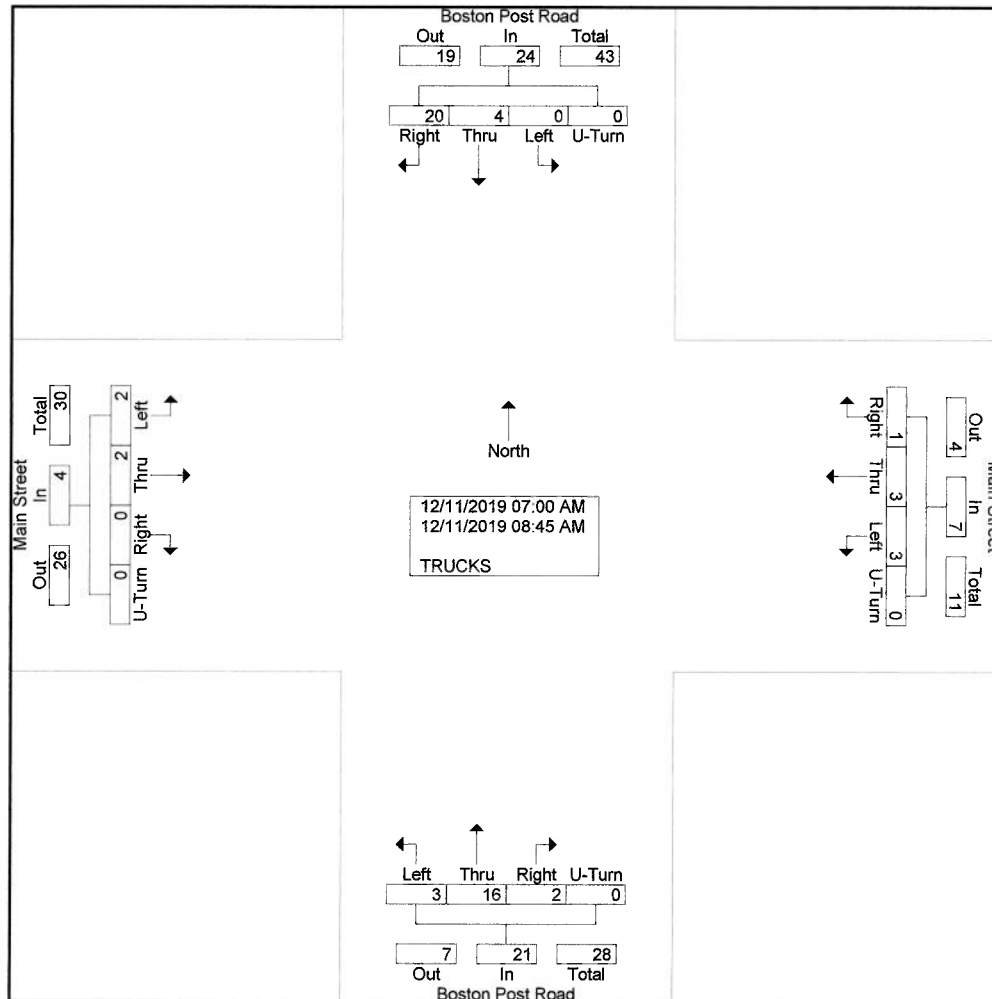 Boston Post Road
Out In Total
19 24 43
20 4 0 0
Right Thru Left U-Turn
Main Street
Total 30
In 4
Out 26
2 2 0 0
Left Thru Right U-Turn
North
12/11/2019 07:00 AM
12/11/2019 08:45 AM
TRUCKS
Right Thru Left U-Turn
1 3 3 0
Out 4
In 7
Total 11
Main Street
Left Thru Right U-Turn
3 16 2 0
7 21 28
Out In Total
Boston Post Road